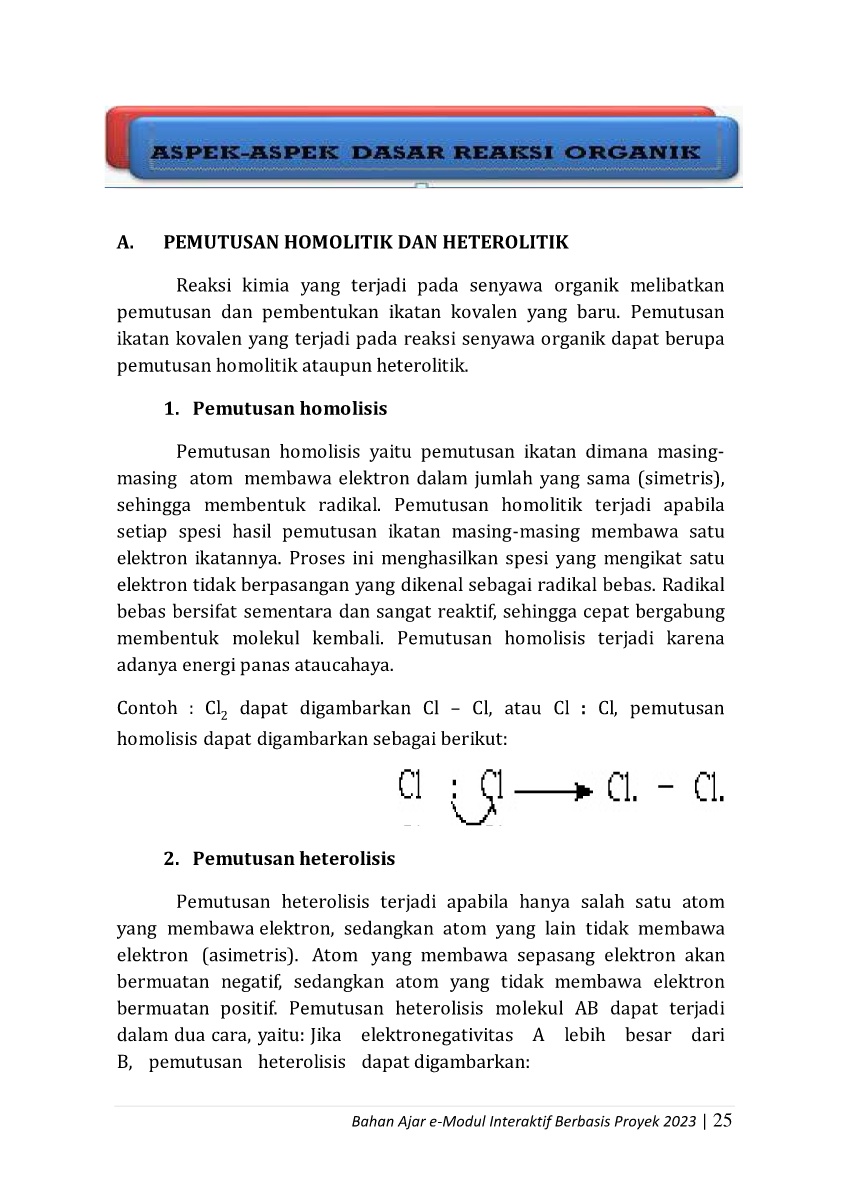 ASPEK-ASPEK DASAR REAKSI ORGANIK
A. PEMUTUSAN HOMOLITIK DAN HETEROLITIK
Reaksi kimia yang terjadi pada senyawa organik melibatkan
pemutusan dan pembentukan ikatan kovalen yang baru. Pemutusan
ikatan kovalen yang terjadi pada reaksi senyawa organik dapat berupa
pemutusan homolitik ataupun heterolitik.
1. Pemutusan homolisis
Pemutusan homolisis yaitu pemutusan ikatan dimana masing-
masing atom membawa elektron dalam jumlah yang sama (simetris),
sehingga membentuk radikal. Pemutusan homolitik terjadi apabila
setiap spesi hasil pemutusan ikatan masing-masing membawa satu
elektron ikatannya. Proses ini menghasilkan spesi yang mengikat satu
elektron tidak berpasangan yang dikenal sebagai radikal bebas. Radikal
bebas bersifat sementara dan sangat reaktif, sehingga cepat bergabung
membentuk molekul kembali. Pemutusan homolisis terjadi karena
adanya energi panas ataucahaya.
Contoh : Cl₂ dapat digambarkan Cl – Cl, atau Cl : Cl, pemutusan
homolisis dapat digambarkan sebagai berikut:
Cl : Cl → Cl. – Cl.
2. Pemutusan heterolisis
Pemutusan heterolisis terjadi apabila hanya salah satu atom
yang membawa elektron, sedangkan atom yang lain tidak membawa
elektron (asimetris). Atom yang membawa sepasang elektron akan
bermuatan negatif, sedangkan atom yang tidak membawa elektron
bermuatan positif. Pemutusan heterolisis molekul AB dapat terjadi
dalam dua cara, yaitu: Jika elektronegativitas A lebih besar dari
B, pemutusan heterolisis dapat digambarkan:
Bahan Ajar e-Modul Interaktif Berbasis Proyek 2023 | 25